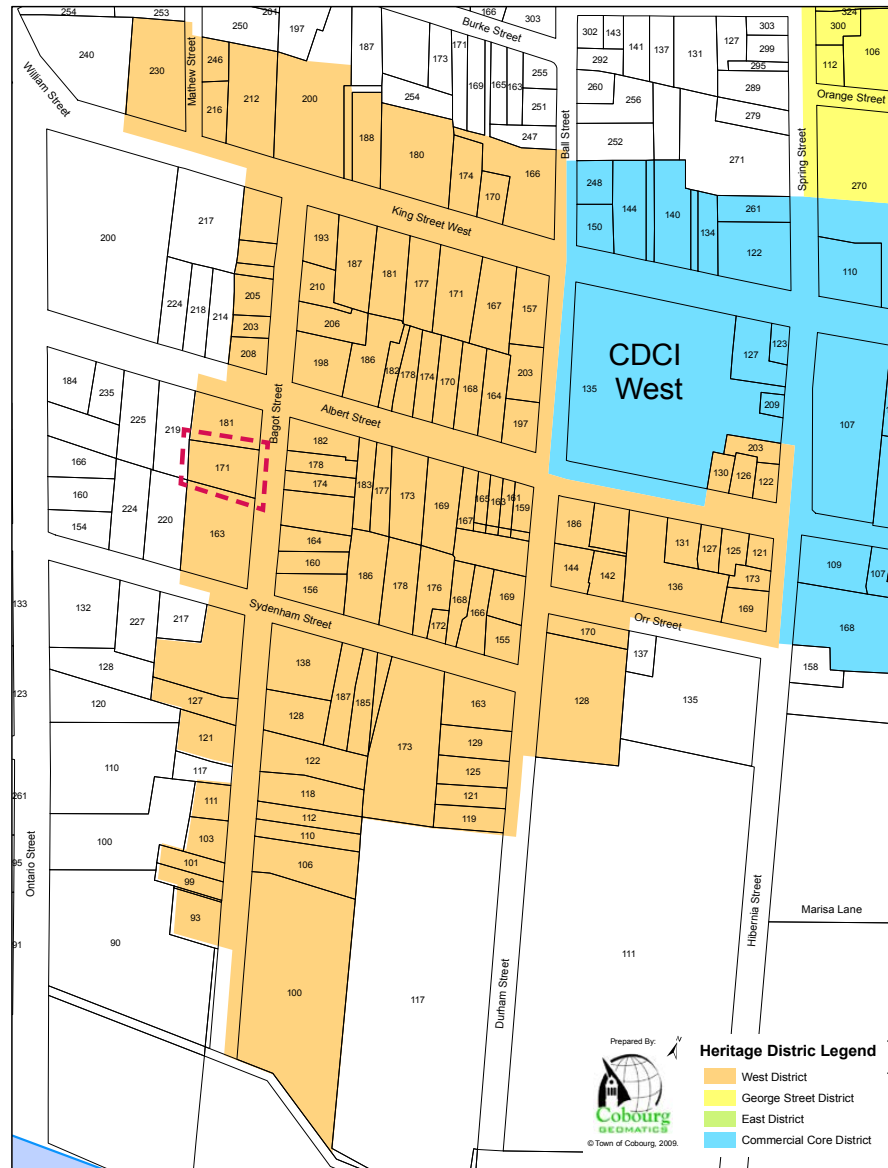 254 253 201 166 303 324
240 230 Mathew Street 246 250 197 187 173 171 Burke Street
302 143 141 137 131 127 303 299 300 106
William Street 216 212 200 188 254 169 165 163 255 251 247
292 260 256 252 295 289 279 271 112 Orange Street
Ball Street Spring Street
180 174 170 166 248 150 144 140 134 261 122 270 110
King Street West
200 217 224 218 214 205 203 208
193 187 181 177 171 167 157
210 206 198 186 182 178 174 170 168 164 203 197
CDCI
West
135 127 123 209 107
Bagot Street Albert Street
184 235 225 219 181 171 163
166 160 154 224 220
182 178 174 164 160 156
183 177 173 169 167 165 163 161 159
186 178 176 172 168 166 169 155
203 130 126 122
186 144 142 131 127 125 121 136 173 169
109 107 168
Sydenham Street Orr Street
133 132 227 217 128 120 123 127 121 117
138 128 187 185 122 118 112 110 106
173 163 129 125 121 119
170 128 137 135 158
110 261 100 95 111 103 101 99 93 90 91
Ontario Street
100 117 111
Durham Street Hibernia Street
Marisa Lane
Prepared By:
N
Cobourg
GEOMATICS
© Town of Cobourg, 2009.
Heritage Distric Legend
West District
George Street District
East District
Commercial Core District